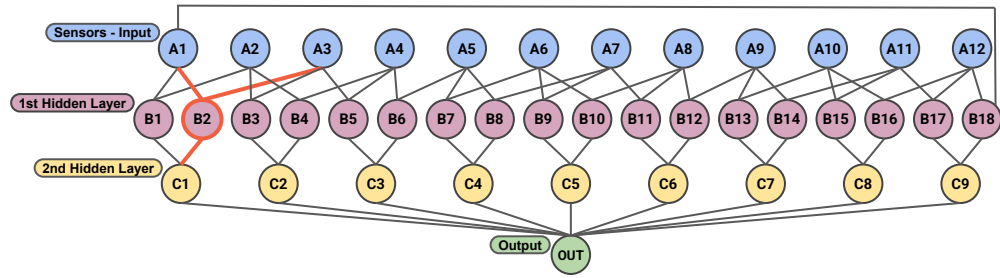 Sensors - Input
A1 A2 A3 A4 A5 A6 A7 A8 A9 A10 A11 A12
1st Hidden Layer
B1 B2 B3 B4 B5 B6 B7 B8 B9 B10 B11 B12 B13 B14 B15 B16 B17 B18
2nd Hidden Layer
C1 C2 C3 C4 C5 C6 C7 C8 C9
Output
OUT